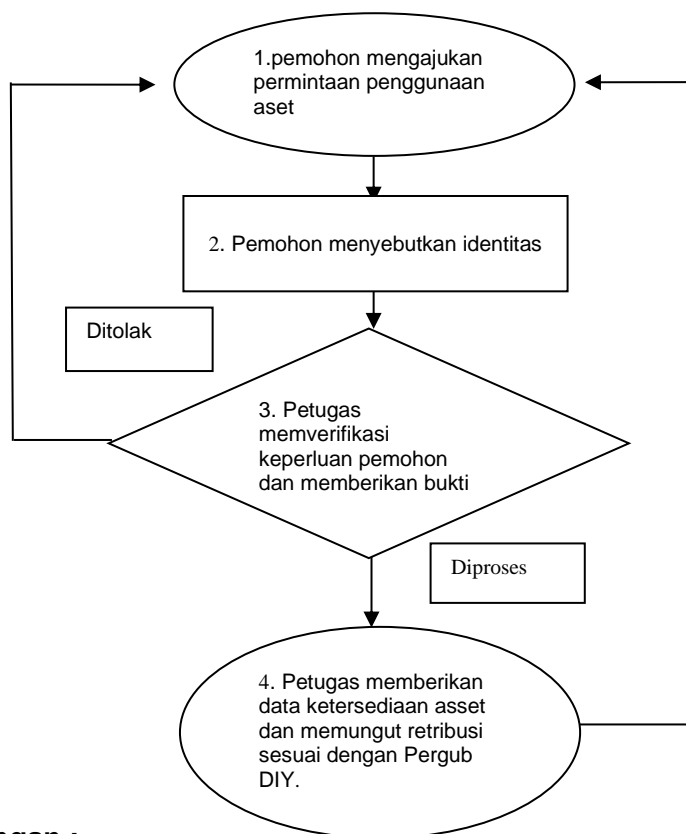 1.pemohon mengajukan
permintaan penggunaan
aset
2. Pemohon menyebutkan identitas
Ditolak
3. Petugas
memverifikasi
keperluan pemohon
dan memberikan bukti
Diproses
4. Petugas memberikan
data ketersediaan asset
dan memungut retribusi
sesuai dengan Pergub
DIY.